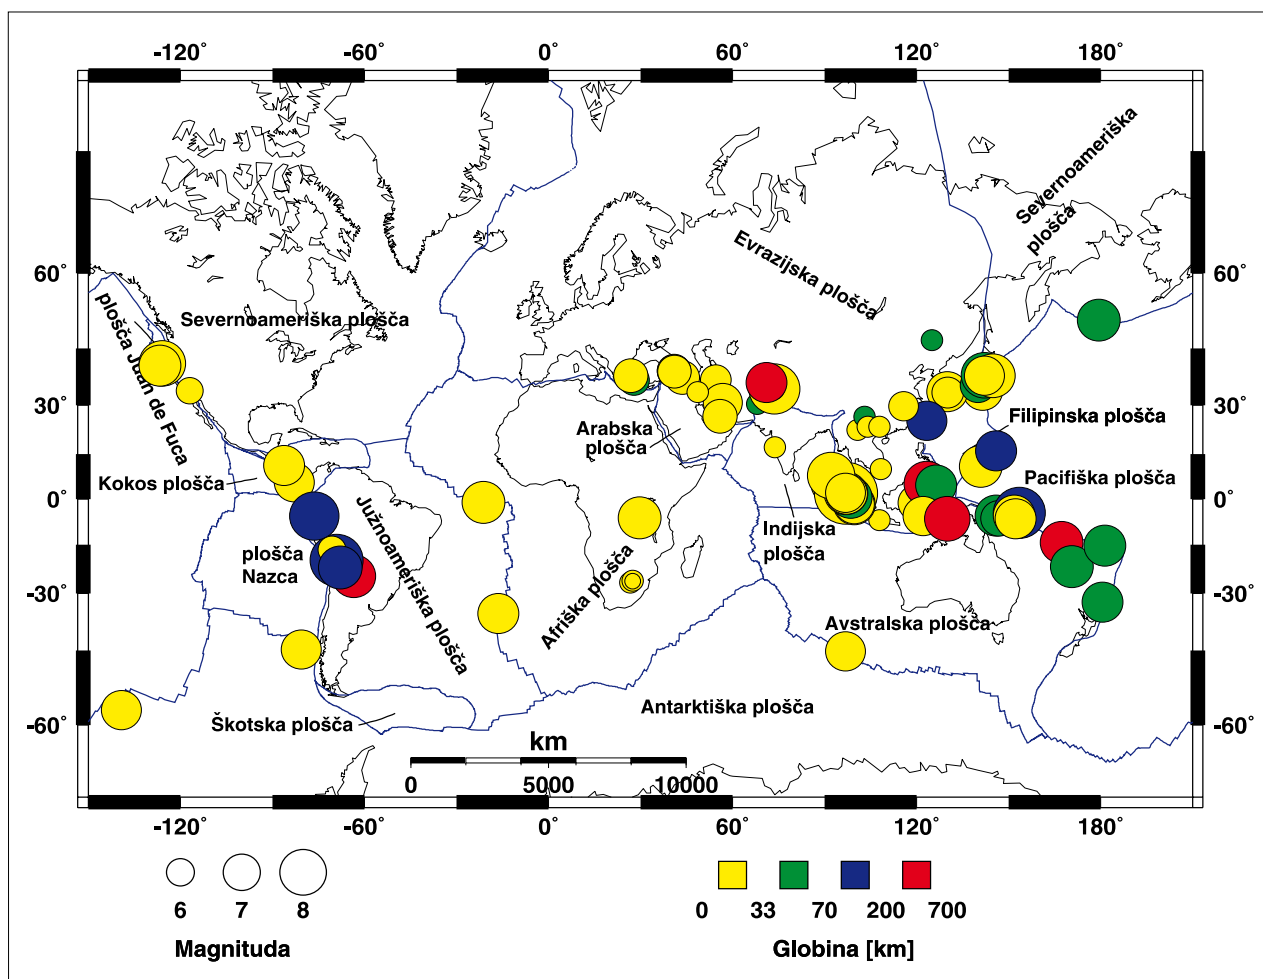 -120° -60° 0° 60° 120° 180°
60° 60°
30° 30°
0° 0°
-30° -30°
-60° -60°
Severnoameriška
plošča
Evrazijska plošča
Severnoameriška plošča
plošča Juan de Fuca
Arabska
plošča
Filipinska plošča
Pacifiška plošča
Kokos plošča
Južnoameriška plošča
Indijska
plošča
plošča
Nazca
Afriška plošča
Avstralska plošča
Antarktiška plošča
Škotska plošča
km
0 5000 10000
-120° -60° 0° 60° 120° 180°
6 7 8
Magnituda
0 33 70 200 700
Globina [km]